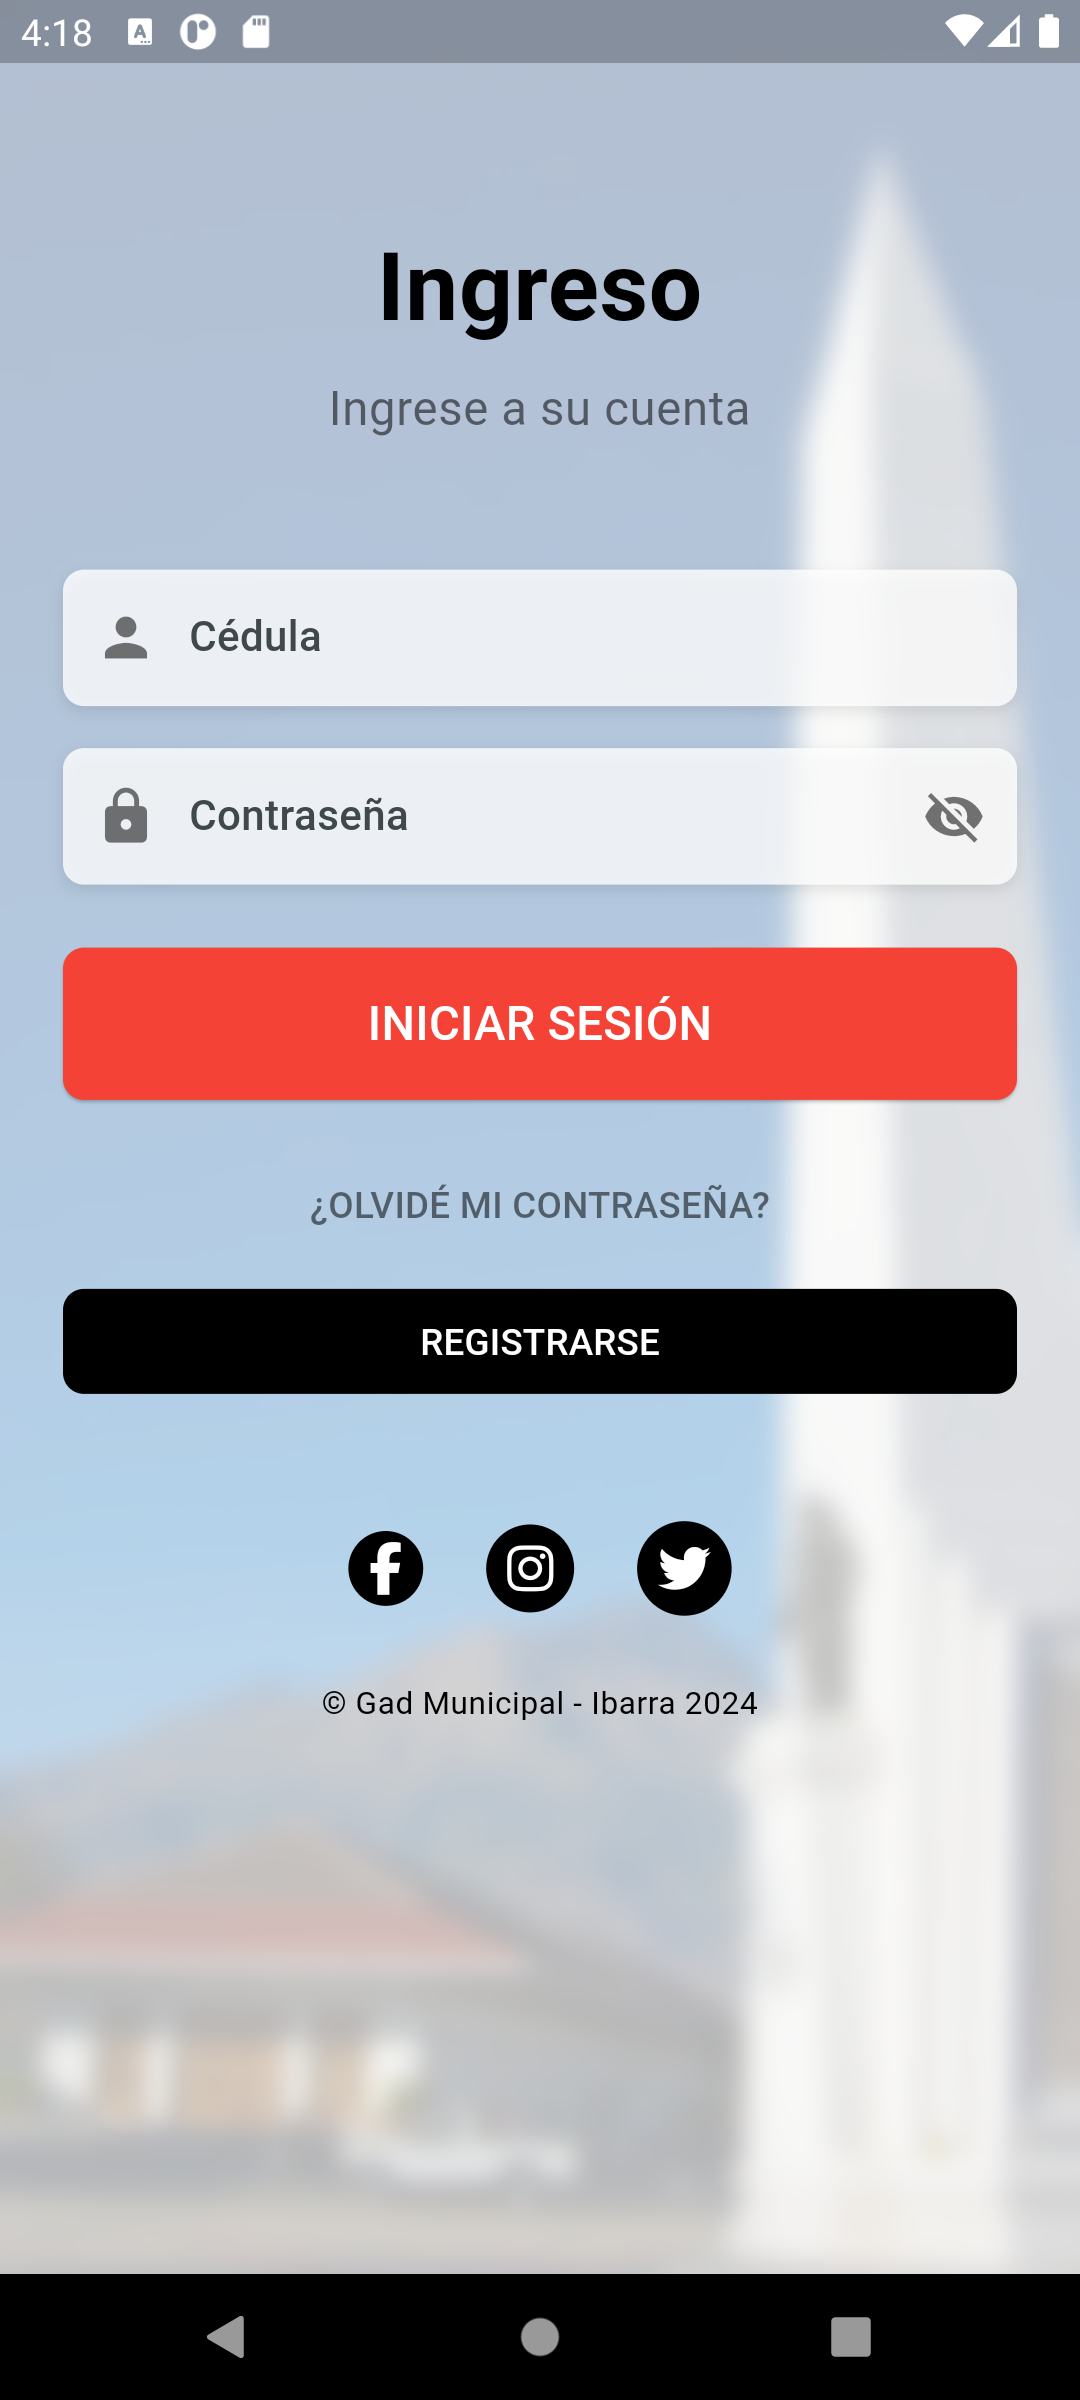 4:18
Ingreso
Ingrese a su cuenta
Cédula
Contraseña
INICIAR SESIÓN
¿OLVIDÉ MI CONTRASEÑA?
REGISTRARSE
© Gad Municipal - Ibarra 2024